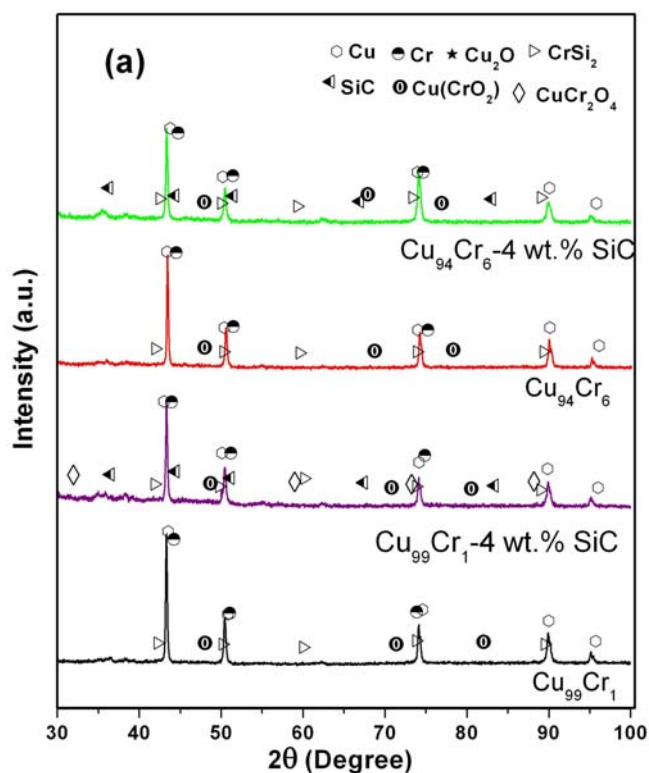 (a)
Cu Cr Cu₂O CrSi₂
SiC Cu(CrO₂) CuCr₂O₄
Cu₉₄Cr₆-4 wt.% SiC
Cu₉₄Cr₆
Cu₉₉Cr₁-4 wt.% SiC
Cu₉₉Cr₁
Intensity (a.u.)
30 40 50 60 70 80 90 100
2θ (Degree)